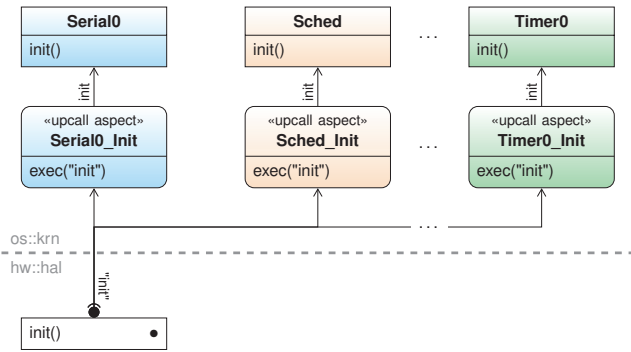 Serial0 Sched Timer0
init() init() ... init()
init init init
«upcall aspect» «upcall aspect» «upcall aspect»
Serial0_Init Sched_Init ... Timer0_Init
exec("init") exec("init") exec("init")
...
os::krn
hw::hal
"init"
init()